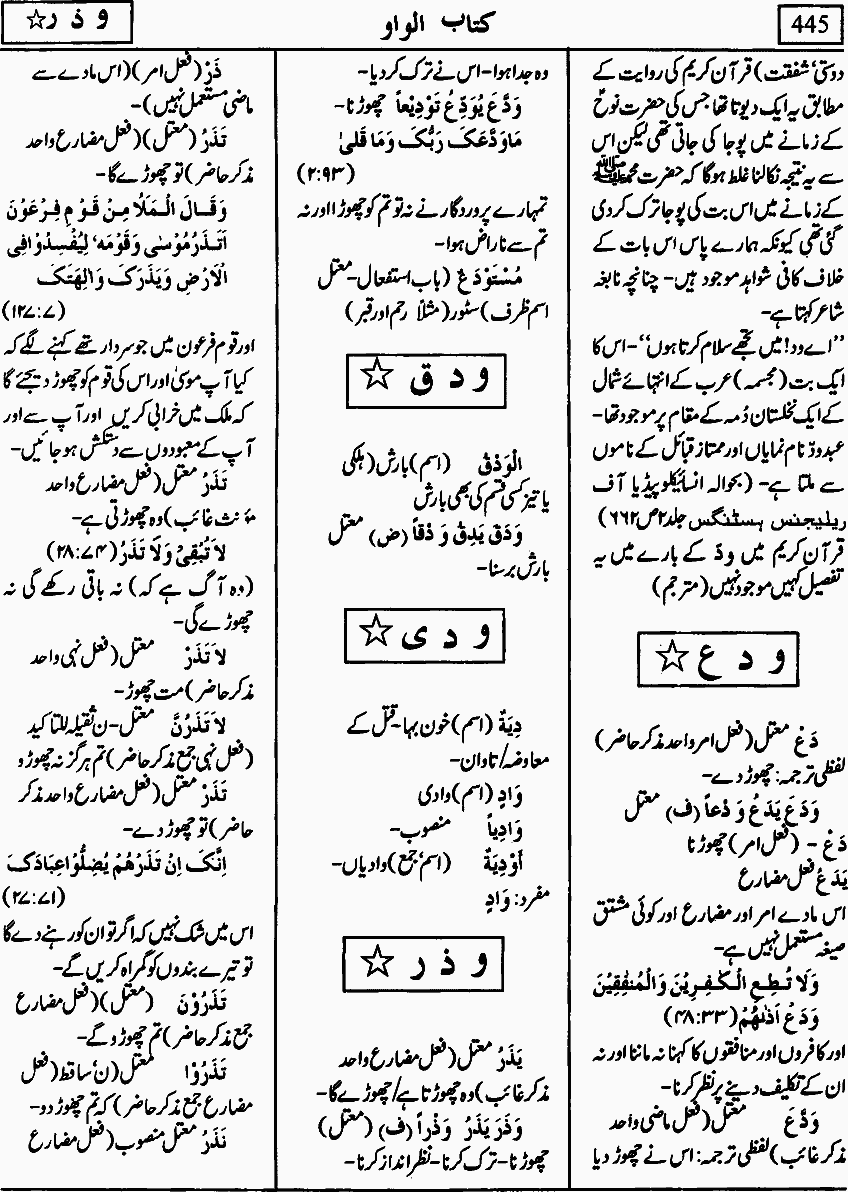 445
کتاب الواو
و ذ ر ☆
دوستی، شفقت) قرآن کریم کی روایت کے
مطابق یہ ایک دیوتا تھا جس کی حضرت نوحؑ
کے زمانے میں پوجا کی جاتی تھی لیکن اس
سے یہ نتیجہ نکالنا غلط ہوگا کہ حضرت محمد ﷺ
کے زمانے میں اس بت کی پوجا ترک کر دی
گئی تھی کیونکہ ہمارے پاس اس بات کے
خلاف کافی شواہد موجود ہیں- چنانچہ نابغہ
شاعر کہتا ہے-
”اے ود! میں تجھے سلام کرتا ہوں“-اس کا
ایک بت (مجسمہ) عرب کے انتہائے شمال
کے ایک نخلستان دُمہ کے مقام پر موجود تھا-
عبدودّ نام نمایاں اور ممتاز قبائل کے ناموں
سے ملتا ہے- (بحوالہ انسائیکلوپیڈیا آف
ریلیجنس ہسٹنگس جلد ۲ ص ۶۶۲)
قرآن کریم میں ودّ کے بارے میں یہ
تفصیل کہیں موجود نہیں (مترجم)
و د ع ☆
دَعْ معتل (فعل امر واحد مذکر حاضر)
لفظی ترجمہ: چھوڑ دے-
وَدَعَ يَدَعُ وَدْعاً (ف) معتل
دَعْ - (فعل امر) چھوڑنا
يَدَعُ فعل مضارع
اس مادے امر اور مضارع اور کوئی مشتق
صیغہ مستعمل نہیں ہے-
وَلَا تُطِعِ الْكٰفِرِيْنَ وَالْمُنٰفِقِيْنَ
وَدَعْ اَذٰهُمْ (۴۸:۳۳)
اور کافروں اور منافقوں کا کہنا نہ ماننا اور نہ
ان کے تکلیف دینے پر نظر کرنا-
وَدَّعَ معتل (فعل ماضی واحد
مذکر غائب) لفظی ترجمہ: اس نے چھوڑ دیا
وہ جدا ہوا- اس نے ترک کر دیا-
وَدَّعَ يُوَدِّعُ تَوْدِيْعاً چھوڑنا-
مَاوَدَّعَكَ رَبُّكَ وَمَا قَلىٰ
(۲:۹۳)
تمہارے پروردگار نے نہ تو تم کو چھوڑا اور نہ
تم سے ناراض ہوا-
مُسْتَوْدَعٌ (باب استفعال- معتل
اسم ظرف) سٹور (مثلاً رحم اور قبر)
و د ق ☆
الْوَدْقُ (اسم) بارش (ہلکی
یا تیز کسی قسم کی بھی بارش
وَدَقَ يَدِقُ وَدْقاً (ض) معتل
بارش برسنا-
و د ی ☆
دِيَةٌ (اسم) خون بہا- قتل کے
معاوضہ/تاوان-
وَادٍ (اسم) وادی
وَادِياً منصوب-
أَوْدِيَةٌ (اسم جمع) وادیاں-
مفرد: وَادٍ
و ذ ر ☆
يَذَرُ معتل (فعل مضارع واحد
مذکر غائب) وہ چھوڑتا ہے/چھوڑے گا-
وَذَرَ يَذَرُ وَذْراً (ف) (معتل)
چھوڑنا- ترک کرنا- نظر انداز کرنا-
ذَرْ (فعل امر) (اس مادے سے
ماضی مستعمل نہیں)-
تَذَرُ (معتل) (فعل مضارع واحد
مذکر حاضر) تو چھوڑے گا-
وَقَالَ الْمَلَأُ مِنْ قَوْمِ فِرْعَوْنَ
اَتَذَرُ مُوْسٰى وَقَوْمَهٗ لِيُفْسِدُوْا فِى
الْاَرْضِ وَيَذَرَكَ وَالِهَتَكَ
(۱۲۷:۷)
اور قوم فرعون میں جو سردار تھے کہنے لگے کہ
کیا آپ موسیٰ اور اس کی قوم کو چھوڑ دیجئے گا
کہ ملک میں خرابی کریں اور آپ سے اور
آپ کے معبودوں سے دستکش ہو جائیں-
تَذَرُ معتل (فعل مضارع واحد
مؤنث غائب) وہ چھوڑتی ہے-
لَا تُبْقِىْ وَلَا تَذَرُ (۲۸:۷۴)
(وہ آگ ہے کہ) نہ باقی رکھے گی نہ
چھوڑے گی-
لَا تَذَرْ معتل (فعل نہی واحد
مذکر حاضر) مت چھوڑ-
لَا تَذَرُنَّ معتل- ن ثقیلہ للتاکید
(فعل نہی جمع مذکر حاضر) تم ہرگز نہ چھوڑو
تَذَرْ معتل (فعل مضارع واحد مذکر
حاضر) تو چھوڑ دے-
اِنَّكَ اِنْ تَذَرْهُمْ يُضِلُّوْا عِبَادَكَ
(۲۷:۷۱)
اس میں شک نہیں کہ اگر تو ان کو رہنے دے گا
تو تیرے بندوں کو گمراہ کریں گے-
تَذَرُوْنَ (معتل) (فعل مضارع
جمع مذکر حاضر) تم چھوڑو گے-
تَذَرُوْا معتل (ن ساقط (فعل
مضارع جمع مذکر حاضر) کہ تم چھوڑ دو-
نَذَرُ معتل منصوب (فعل مضارع